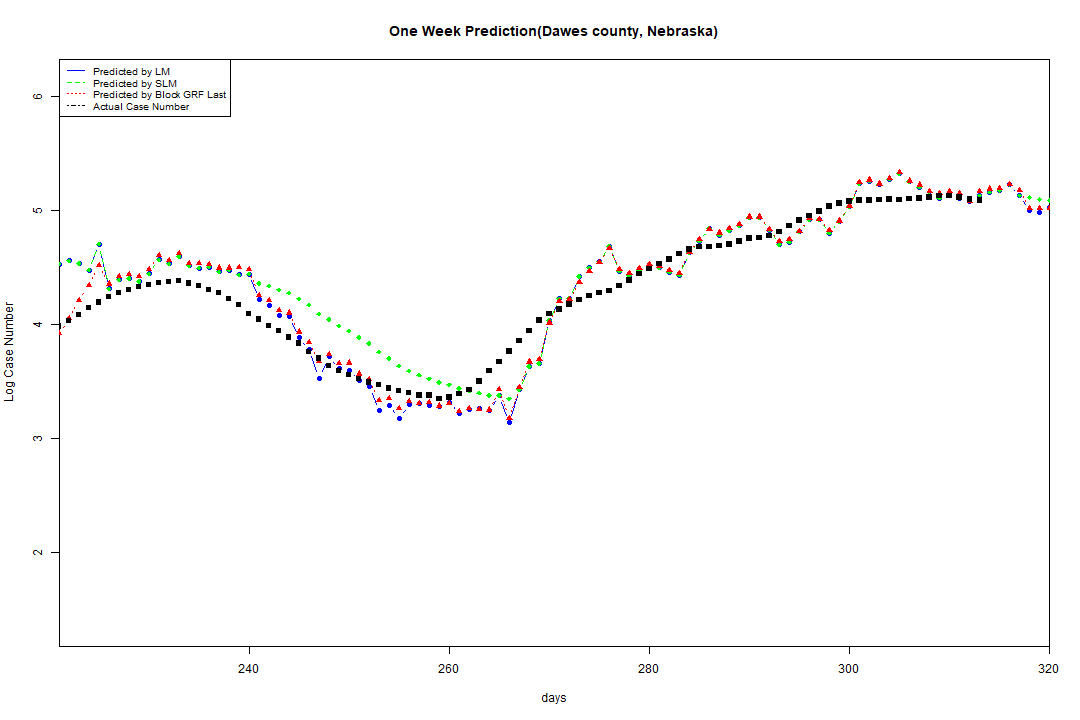 One Week Prediction(Dawes county, Nebraska)
Predicted by LM
Predicted by SLM
Predicted by Block GRF Last
Actual Case Number
6
5
4
3
2
Log Case Number
240 260 280 300 320
days